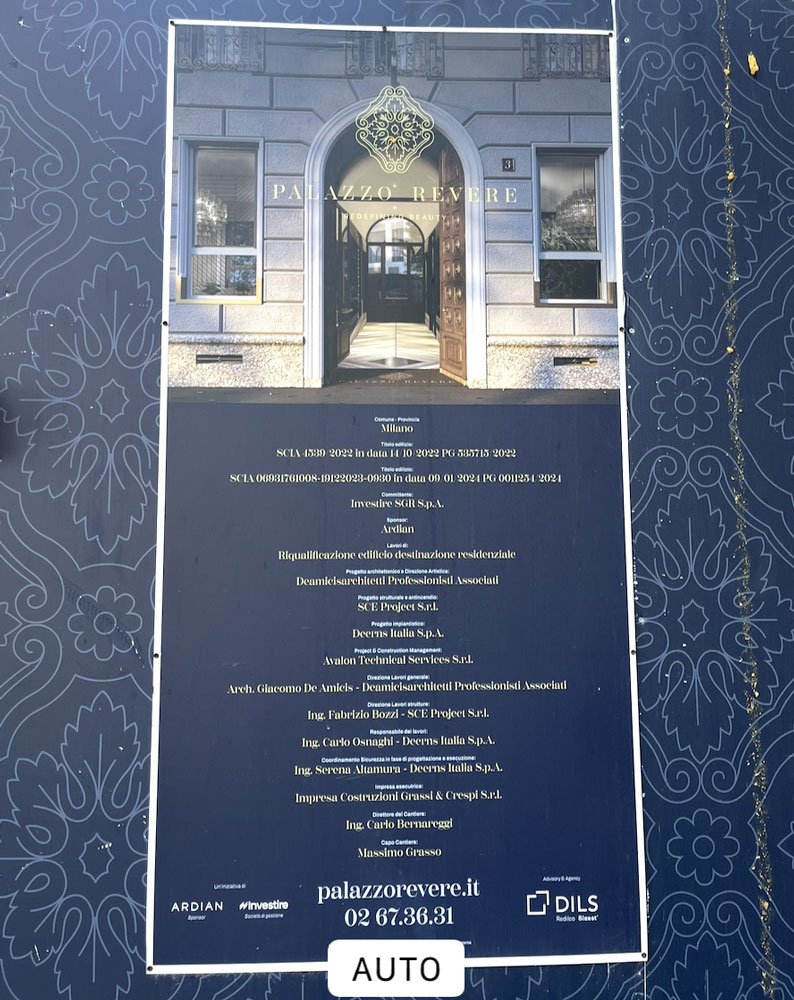 3
PALAZZO REVERE
REDEFINING BEAUTY
PALAZZO REVERE
Comune - Provincia
Milano
Titolo edilizio:
SCIA 4539/2022 in data 14/10/2022 PG 535715/2022
Titolo edilizio:
SCIA 06931761008-19122023-0930 in data 09/01/2024 PG 0011254/2024
Committente:
Investire SGR S.p.A.
Sponsor:
Ardian
Lavori di:
Riqualificazione edificio destinazione residenziale
Progetto architettonico e Direzione Artistica:
Deamicisarchitetti Professionisti Associati
Progetto strutturale e antincendio:
SCE Project S.r.l.
Progetto impiantistico:
Deerns Italia S.p.A.
Project & Construction Management:
Avalon Technical Services S.r.l.
Direzione Lavori generale:
Arch. Giacomo De Amicis - Deamicisarchitetti Professionisti Associati
Direzione Lavori strutture:
Ing. Fabrizio Bozzi - SCE Project S.r.l.
Responsabile dei lavori:
Ing. Carlo Osnaghi - Deerns Italia S.p.A.
Coordinamento Sicurezza in fase di progettazione e esecuzione:
Ing. Serena Altamura - Deerns Italia S.p.A.
Impresa esecutrice:
Impresa Costruzioni Grassi & Crespi S.r.l.
Direttore del Cantiere:
Ing. Carlo Bernareggi
Capo Cantiere:
Massimo Grasso
Un'iniziativa di
ARDIAN
Sponsor
investire
Società di gestione
palazzorevere.it
02 67.36.31
Advisory & Agency
DILS
Redilco Sigest
AUTO